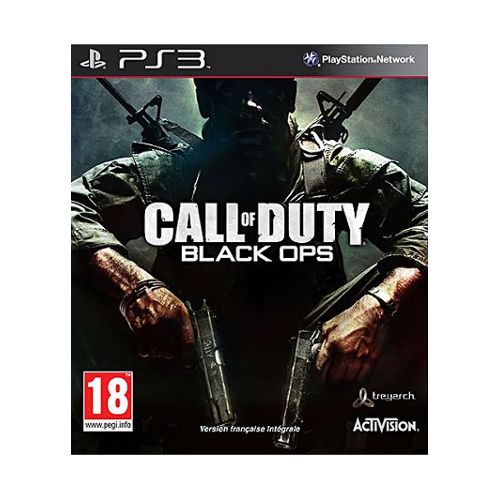 PS3
PlayStation®Network
CALL OF DUTY
BLACK OPS
18
www.pegi.info
Version française Intégrale
treyarch
ACTIVISION